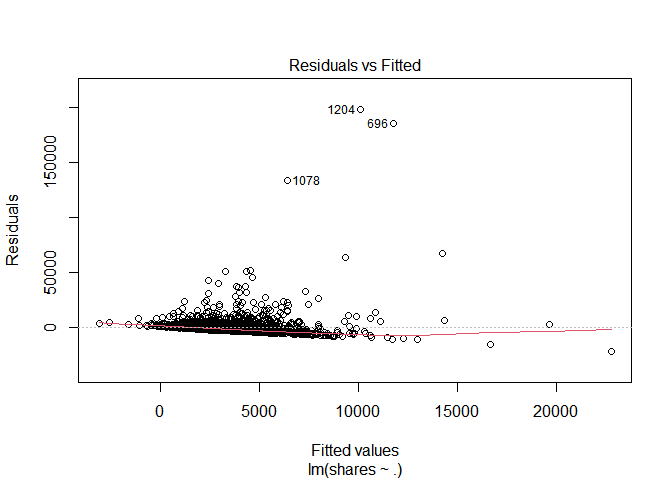 Residuals vs Fitted
1204
696
1078
Residuals
0
50000
150000
0
5000
10000
15000
20000
Fitted values
lm(shares ~ .)